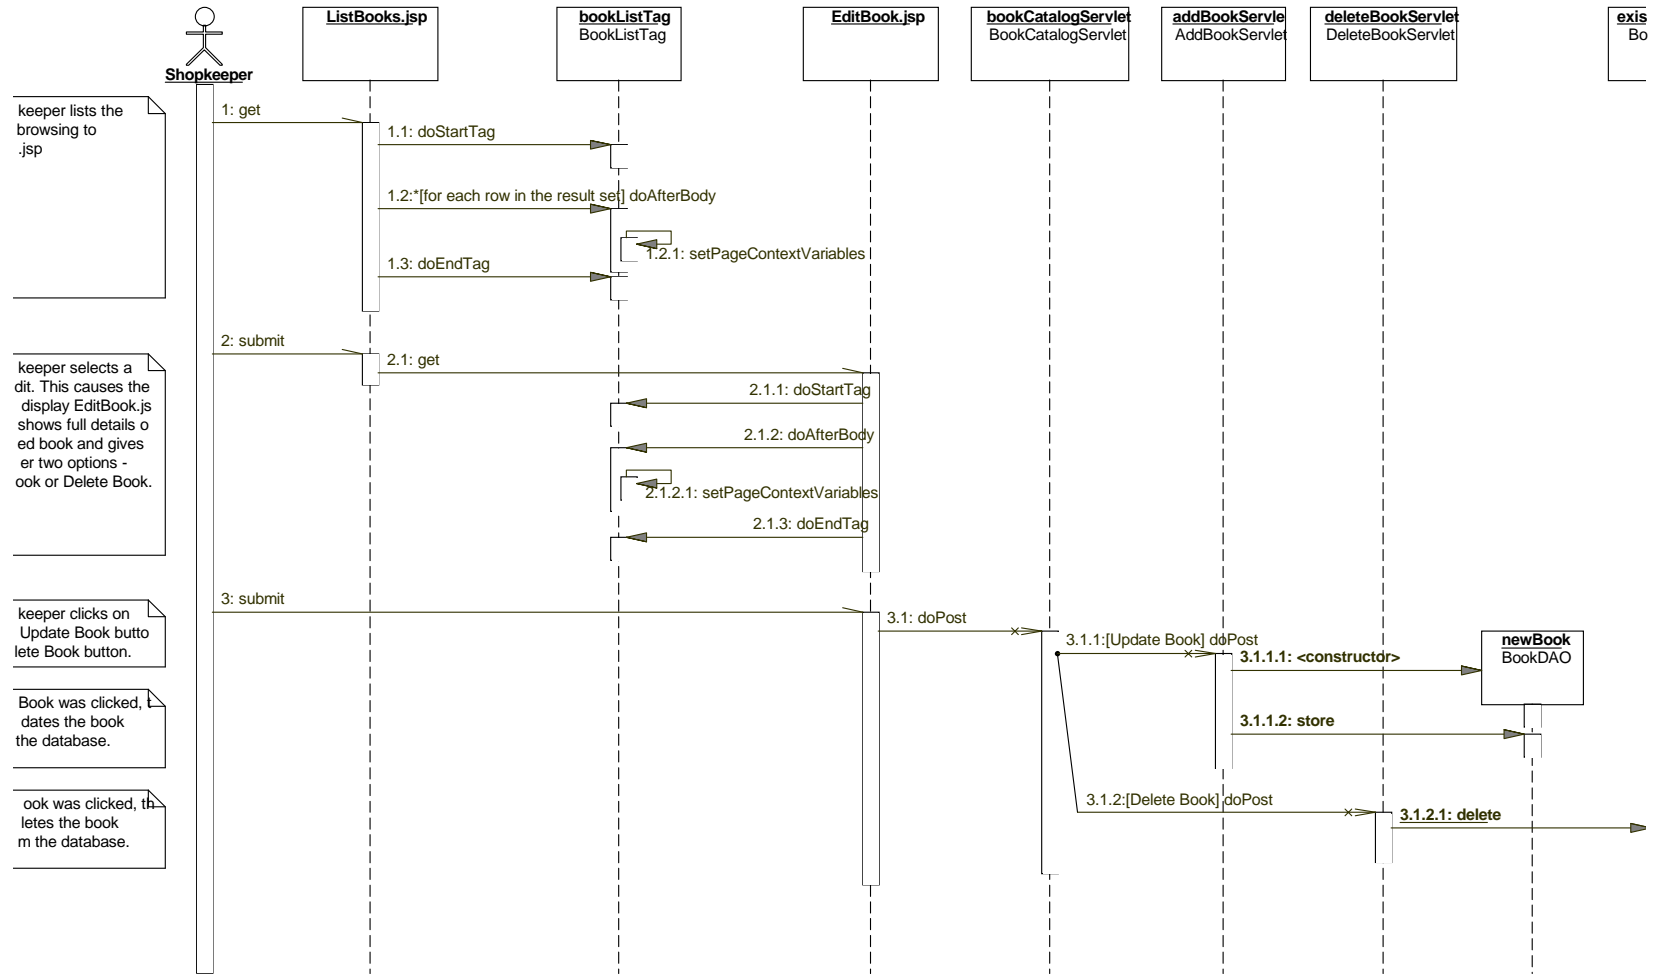 ListBooks.jsp
bookListTag
BookListTag
EditBook.jsp
bookCatalogServlet
BookCatalogServlet
addBookServle
AddBookServlet
deleteBookServlet
DeleteBookServlet
exis
Bo
Shopkeeper
keeper lists the
browsing to
.jsp
1: get
1.1: doStartTag
1.2:*[for each row in the result set] doAfterBody
1.2.1: setPageContextVariables
1.3: doEndTag
2: submit
2.1: get
keeper selects a
dit. This causes the
display EditBook.js
shows full details o
ed book and gives
er two options -
ook or Delete Book.
2.1.1: doStartTag
2.1.2: doAfterBody
2.1.2.1: setPageContextVariables
2.1.3: doEndTag
3: submit
keeper clicks on
Update Book butto
lete Book button.
3.1: doPost
3.1.1:[Update Book] doPost
3.1.1.1: <constructor>
newBook
BookDAO
Book was clicked, t
dates the book
the database.
3.1.1.2: store
ook was clicked, th
letes the book
m the database.
3.1.2:[Delete Book] doPost
3.1.2.1: delete